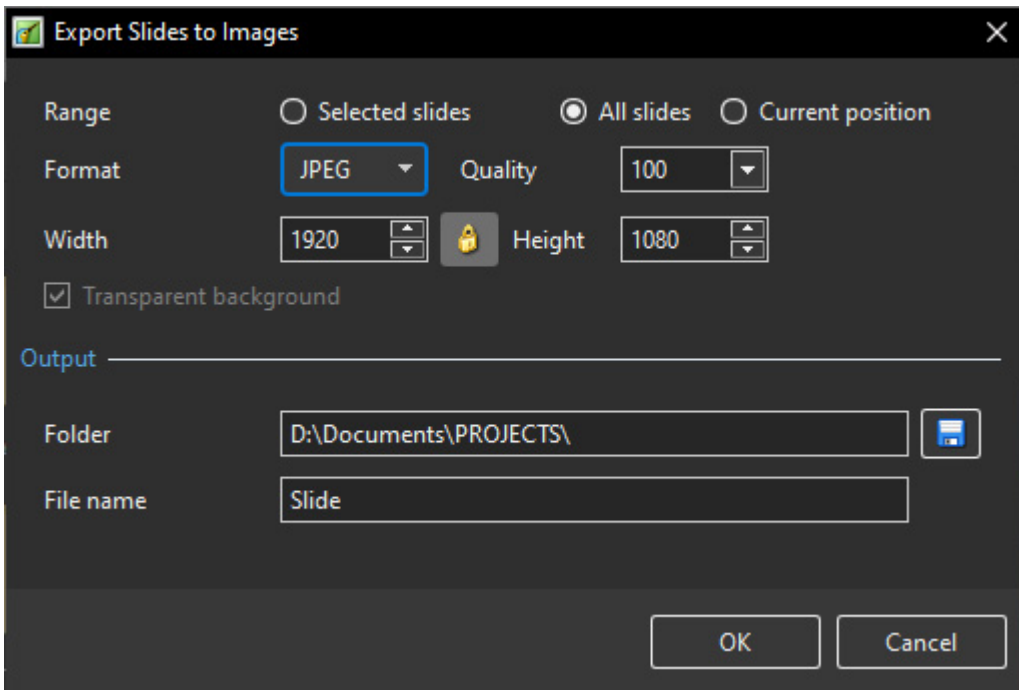 Export Slides to Images
Range Selected slides All slides Current position
Format JPEG Quality 100
Width 1920 Height 1080
Transparent background
Output
Folder D:\Documents\PROJECTS\
File name Slide
OK Cancel